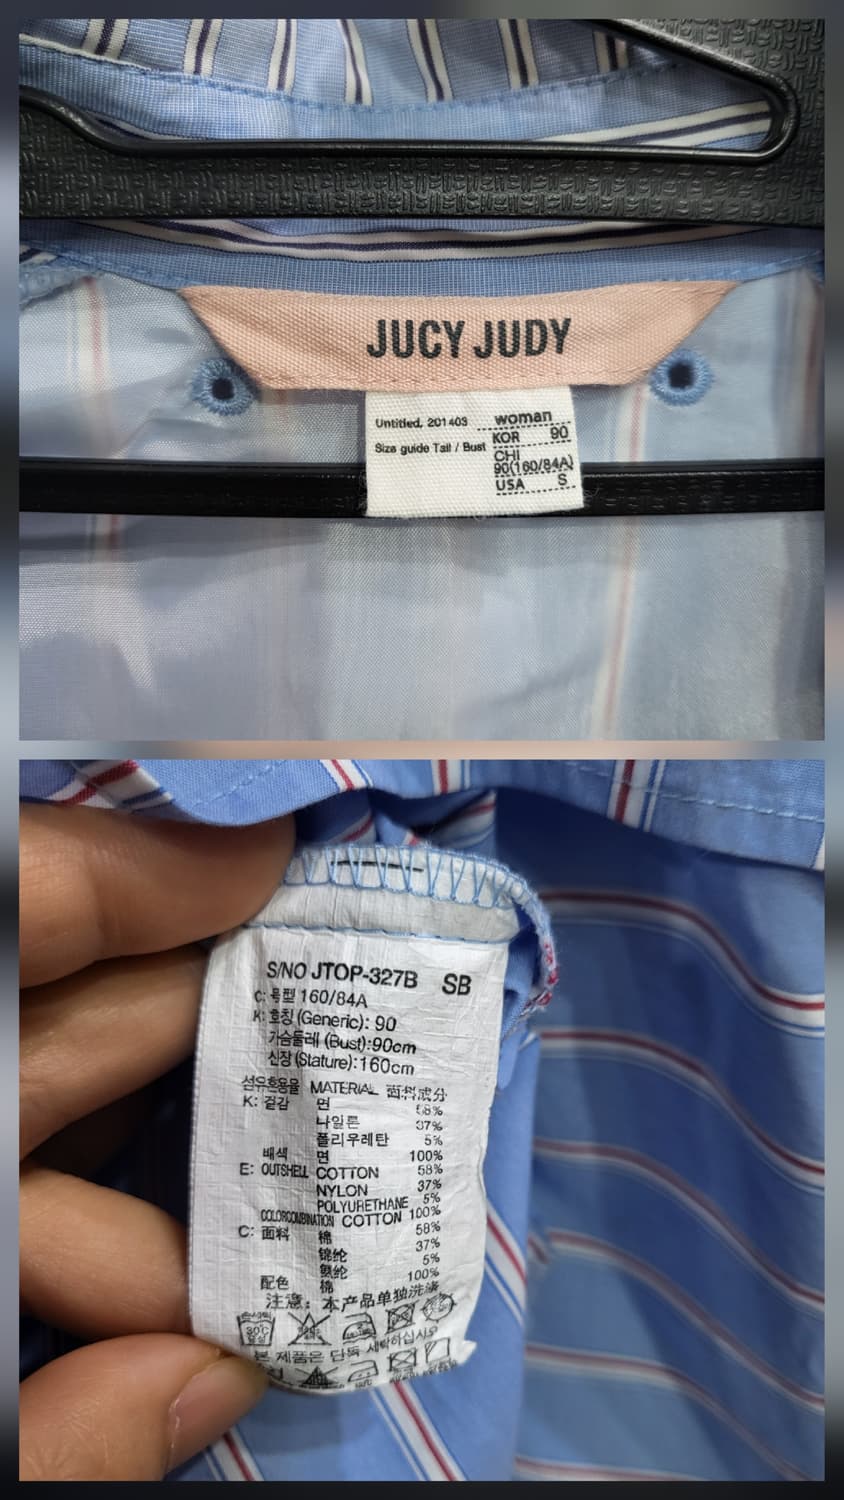 JUCY JUDY
Untitled, 201403 woman
Size guide Tall / Bust KOR 90
CHI
90(160/84A)
USA S
S/NO JTOP-327B SB
C: 号型 160/84A
K: 호칭 (Generic): 90
가슴둘레 (Bust):90cm
신장 (Stature):160cm
섬유혼용율 MATERIAL 面料成分
K: 겉감 면 58%
나일론 37%
폴리우레탄 5%
배색 면 100%
E: OUTSHELL COTTON 58%
NYLON 37%
POLYURETHANE 5%
COLORCOMBINATION COTTON 100%
C: 面料 棉 58%
锦纶 37%
氨纶 5%
配色 棉 100%
注意: 本产品单独洗涤
30℃
본 제품은 단독 세탁하십시오